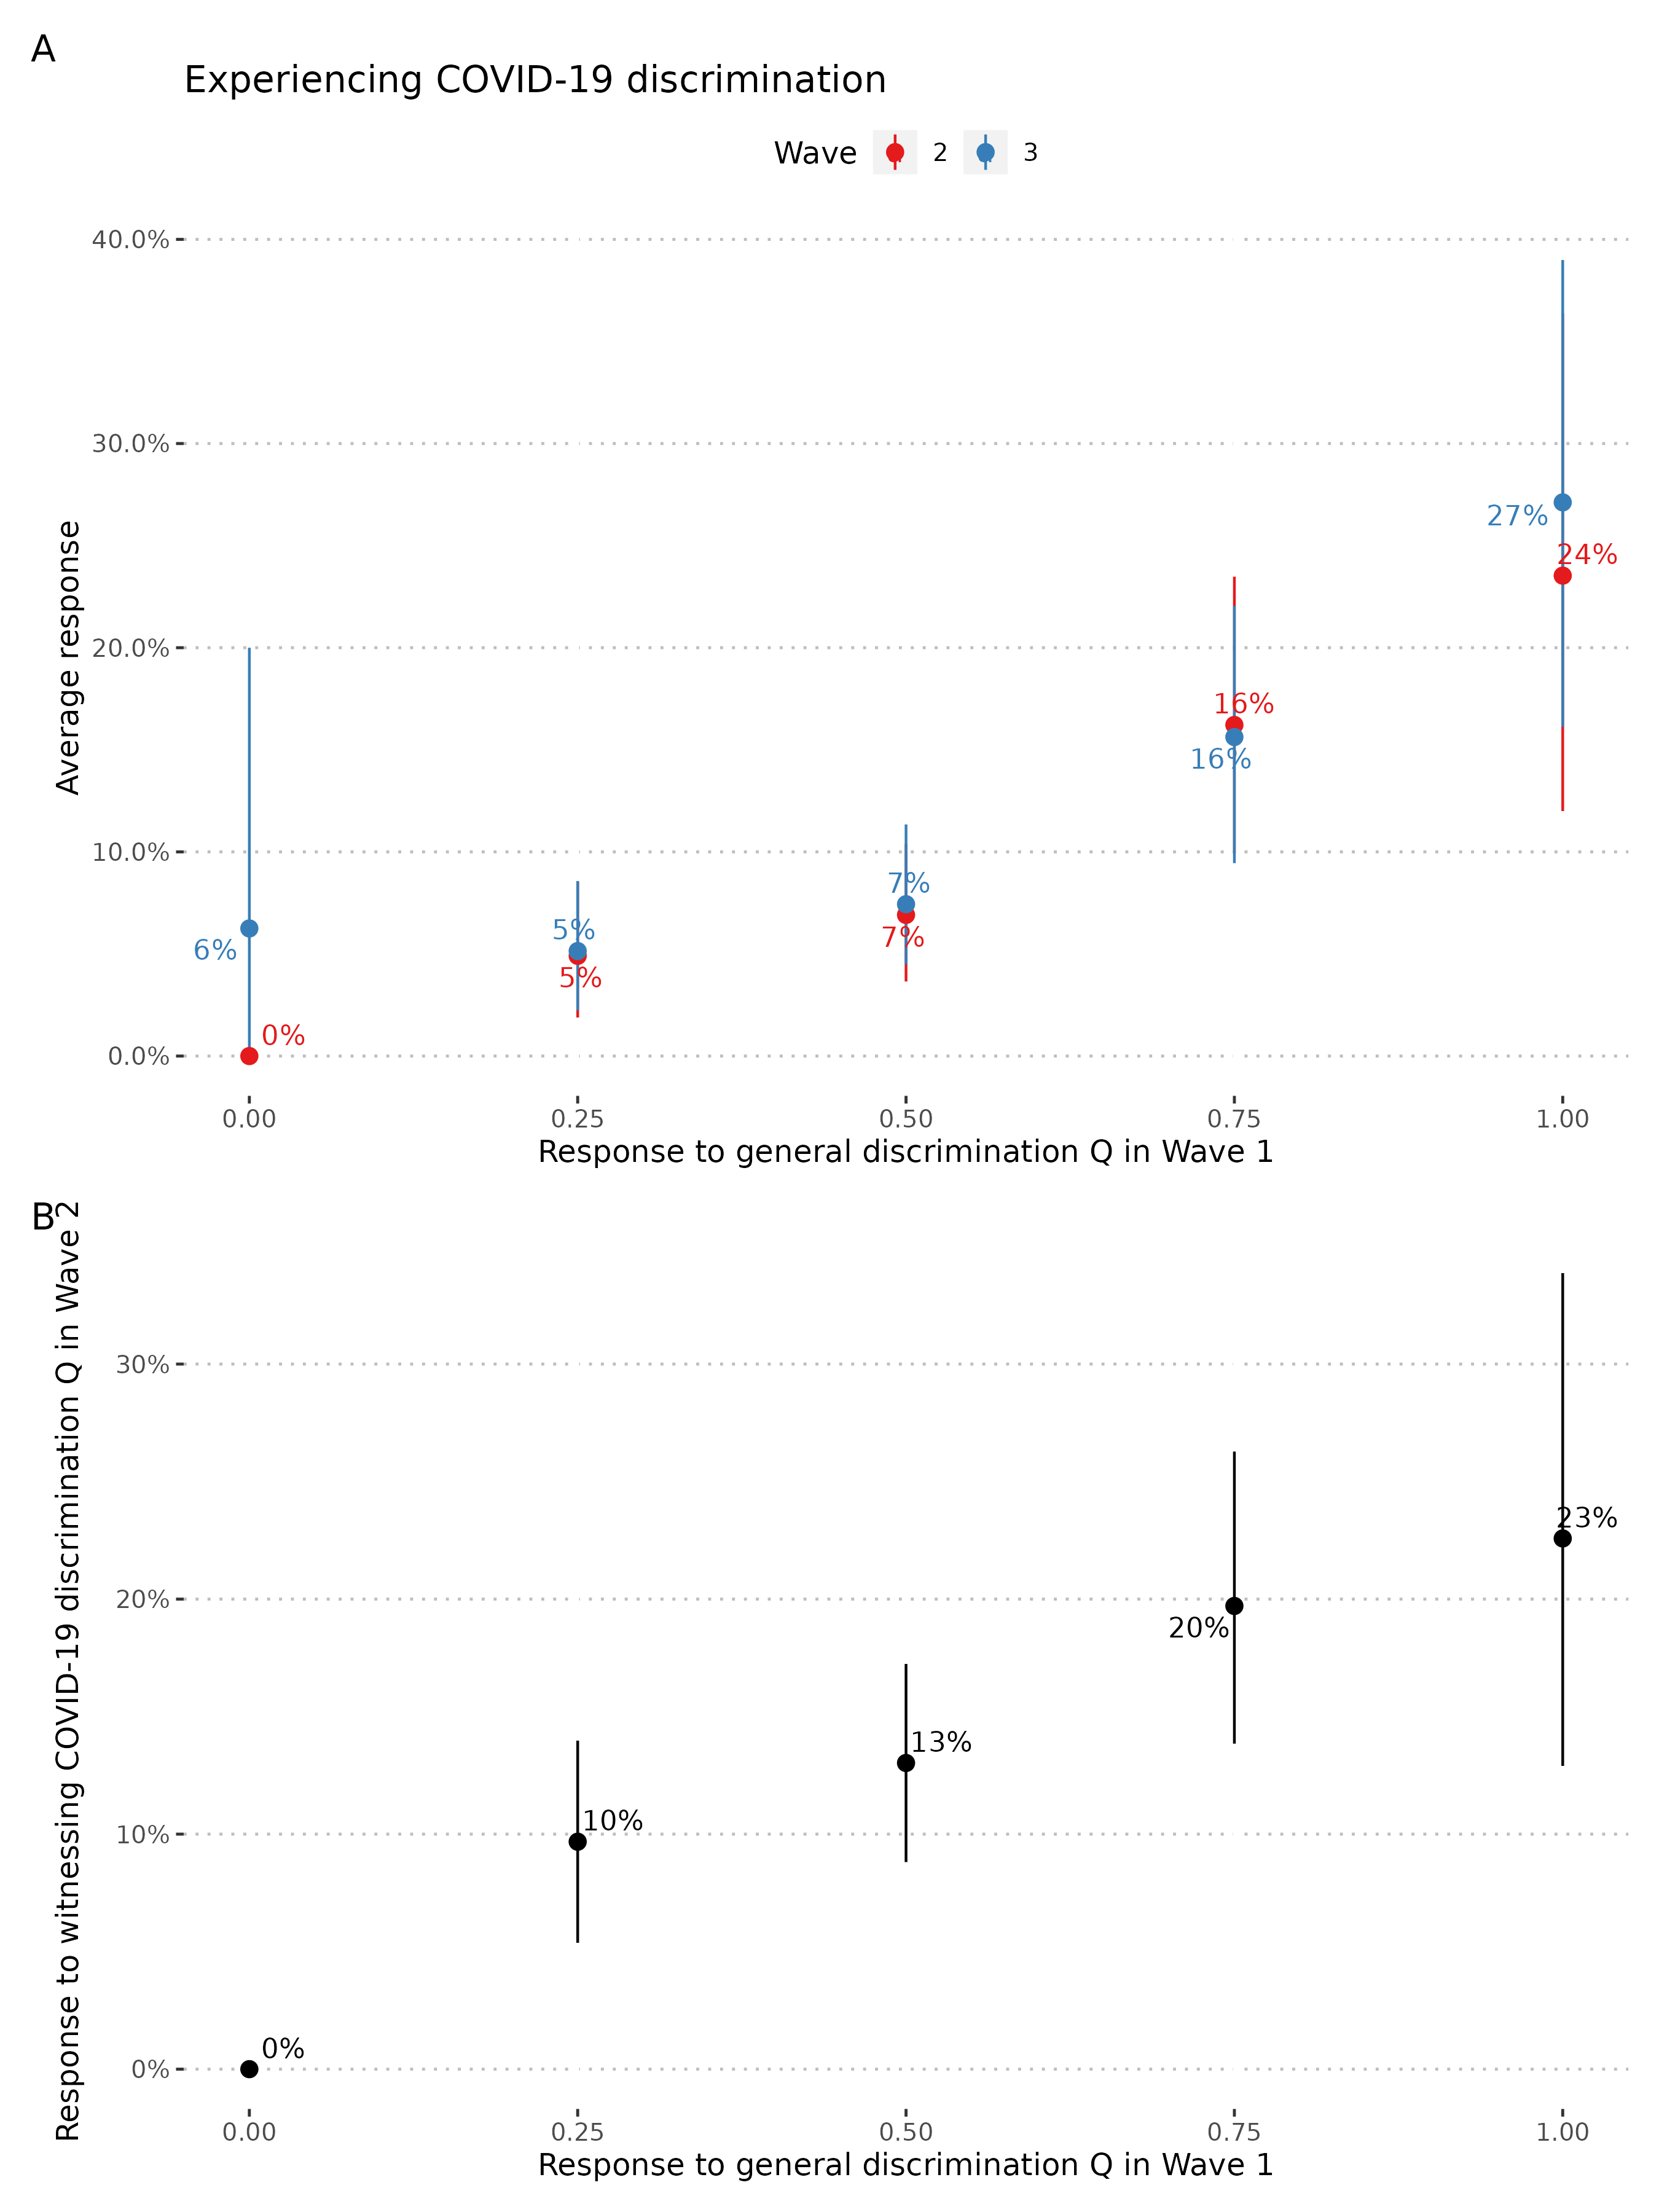 A
Experiencing COVID-19 discrimination
Wave 2 3
40.0%
30.0%
20.0%
10.0%
0.0%
Average response
6%
0%
5%
5%
7%
7%
16%
16%
27%
24%
0.00 0.25 0.50 0.75 1.00
Response to general discrimination Q in Wave 1
B
Response to witnessing COVID-19 discrimination Q in Wave 2
30%
20%
10%
0%
0%
10%
13%
20%
23%
0.00 0.25 0.50 0.75 1.00
Response to general discrimination Q in Wave 1